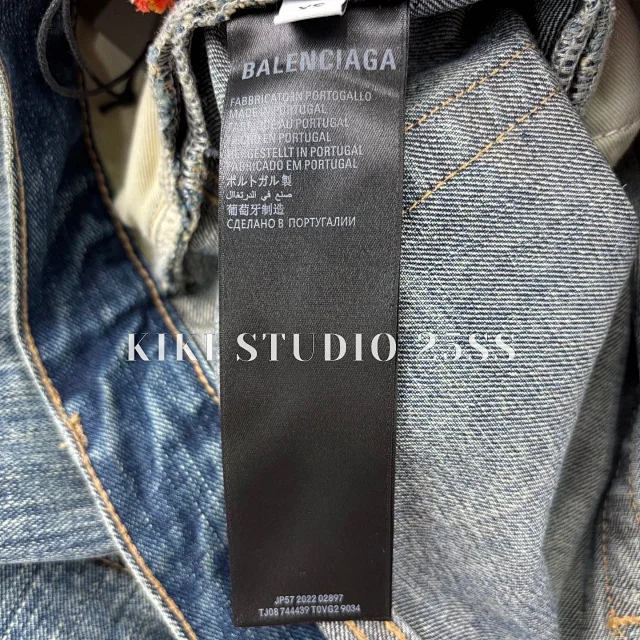 BALENCIAGA
FABBRICATO IN PORTOGALLO
MADE IN PORTUGAL
PORTUGAL
EN PORTUGAL
HERGESTELLT IN PORTUGAL
FABRICADO EM PORTUGAL
ポルトガル 製
صنع في البرتغال
葡萄牙制造
СДЕЛАНО В ПОРТУГАЛИИ
KIKI STUDIO 25SS
JP57 2022 02897
TJ08 744439 T0VG2 9034